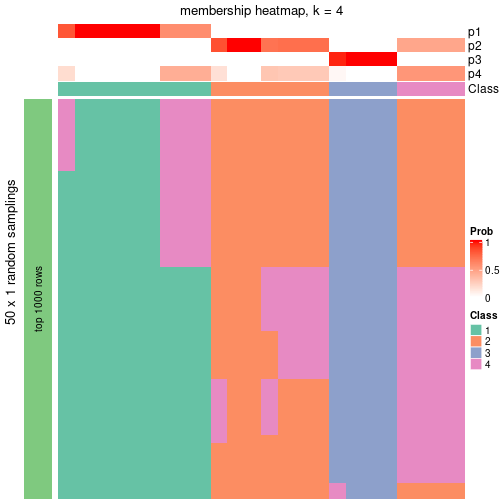 membership heatmap, k = 4
p1
p2
p3
p4
Class
50 x 1 random samplings
top 1000 rows
Prob
1
0.5
0
Class
1
2
3
4